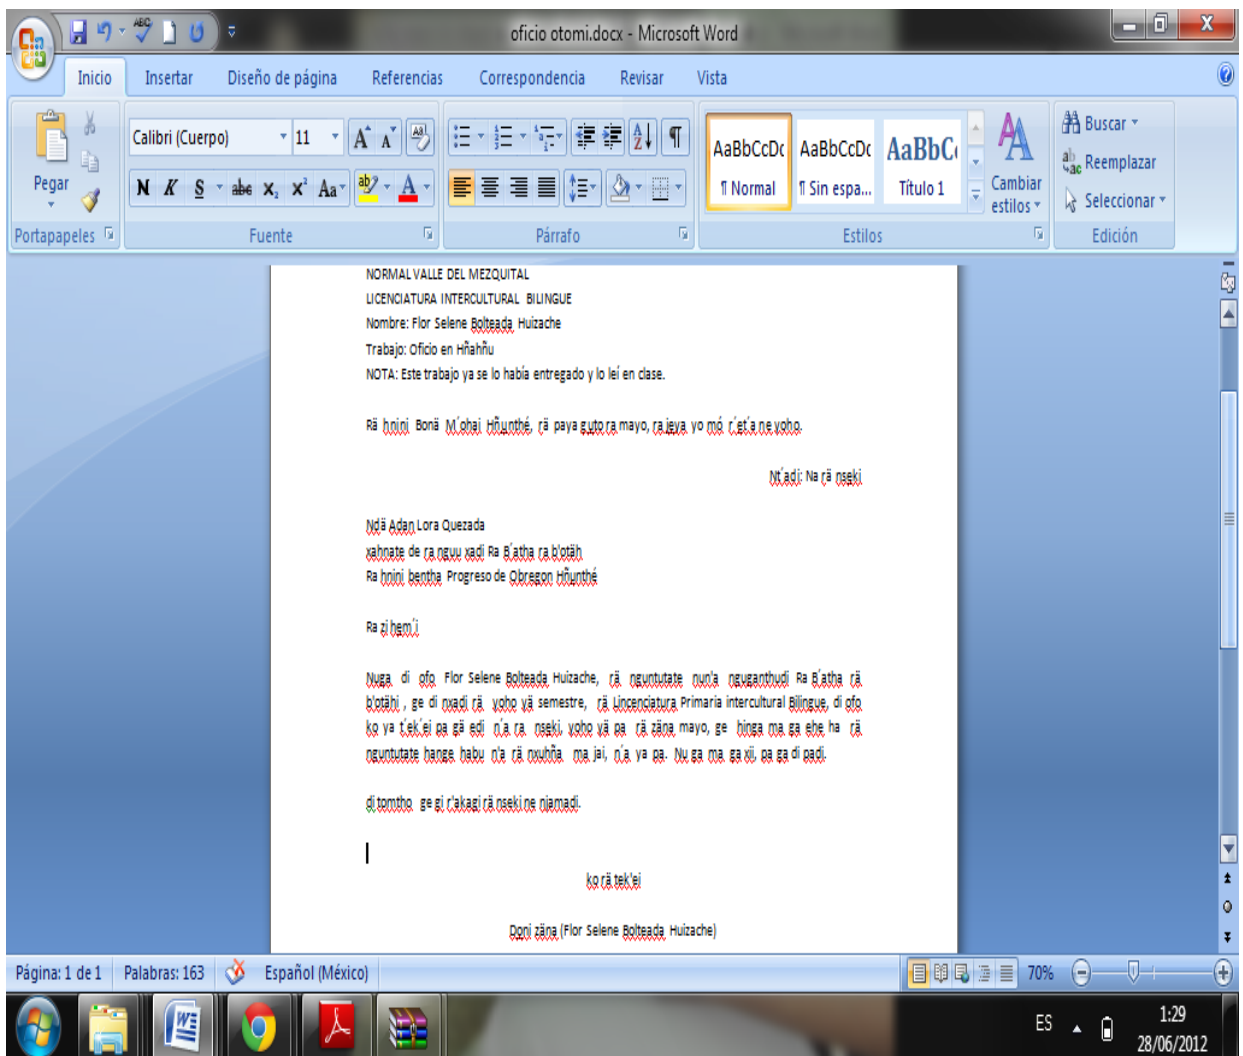 oficio otomi.docx - Microsoft Word
Inicio Insertar Diseño de página Referencias Correspondencia Revisar Vista
Pegar
Calibri (Cuerpo) 11
N K S abe x₂ x² Aa
AaBbCcDc AaBbCcDc AaBbC
¶ Normal ¶ Sin espa... Título 1
Cambiar estilos
Buscar
Reemplazar
Seleccionar
Portapapeles Fuente Párrafo Estilos Edición
NORMAL VALLE DEL MEZQUITAL
LICENCIATURA INTERCULTURAL BILINGUE
Nombre: Flor Selene Bolteada Huizache
Trabajo: Oficio en Hñahñu
NOTA: Este trabajo ya se lo había entregado y lo leí en clase.
Rä hnini Bonä M´ohai Hñunthé, rä paya guto ra mayo, ra jeya yo mó r´et´a ne yoho.
Nt´adi: Na rä nseki
Ndä Adan Lora Quezada
xahnate de ra nguu xadi Ra B´atha ra b'otäh
Ra hnini bentha Progreso de Obregon Hñunthé
Ra zi hem´i
Nuga di ofo Flor Selene Bolteada Huizache, rä nguntutate nun'a nguganthudi Ra B´atha rä
b'otähi , ge di nxadi rä yoho yä semestre, rä Lincenciatura Primaria intercultural Bilingue, di ofo
ko ya t´ek´ei pa gä edi n´a ra nseki, yoho yä pa rä zäna mayo, ge hinga ma ga ehe ha rä
nguntutate hange habu n'a rä nxuhña ma jai, n´a ya pa. Nu ga ma ga xii, pa ga di padi.
di tomtho ge gi r'akagi rä nseki ne njamadi.
ko rä tek'ei
Doni zäna (Flor Selene Bolteada Huizache)
Página: 1 de 1 Palabras: 163 Español (México) 70%
ES 1:29
28/06/2012